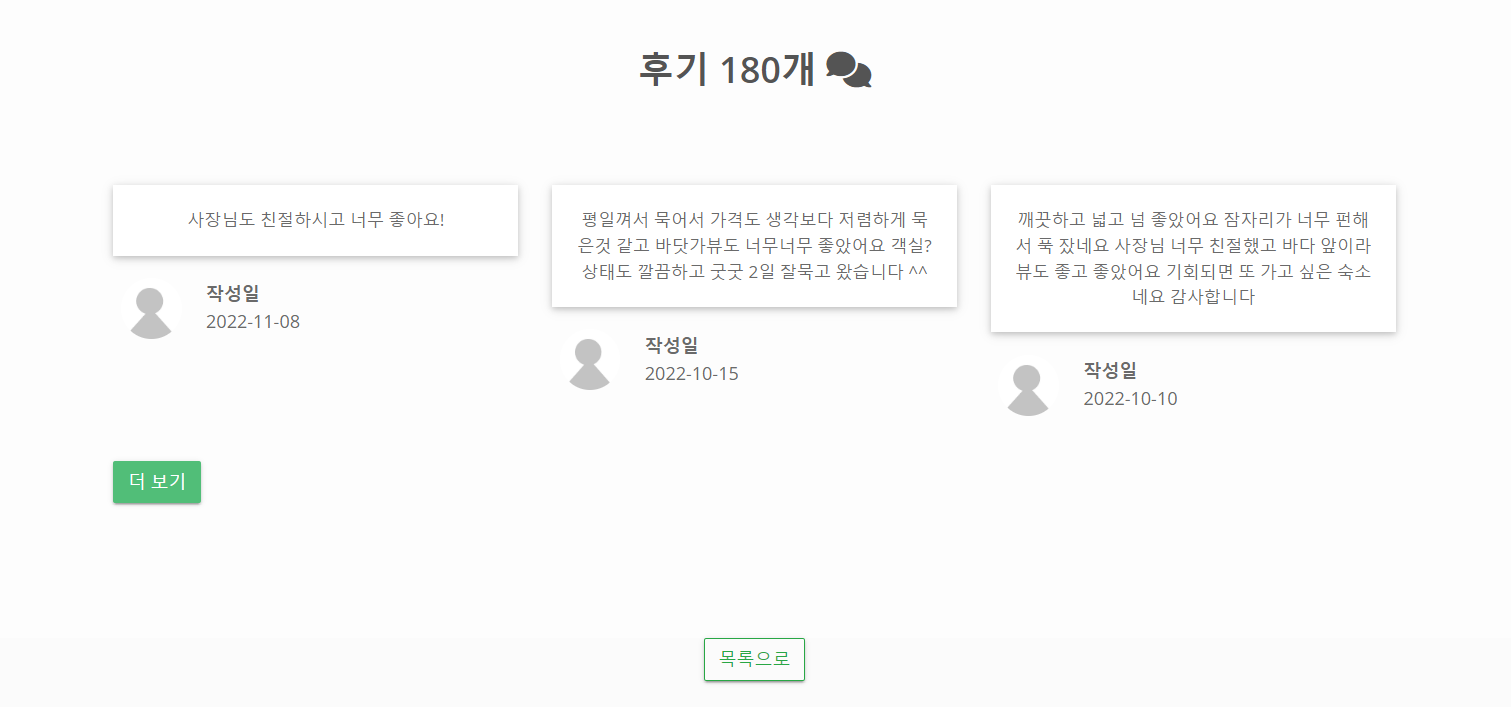 후기 180개
사장님도 친절하시고 너무 좋아요!
작성일
2022-11-08
평일껴서 묵어서 가격도 생각보다 저렴하게 묵
은것 같고 바닷가뷰도 너무너무 좋았어요 객실?
상태도 깔끔하고 굿굿 2일 잘묵고 왔습니다 ^^
작성일
2022-10-15
깨끗하고 넓고 넘 좋았어요 잠자리가 너무 펀해
서 푹 잤네요 사장님 너무 친절했고 바다 앞이라
뷰도 좋고 좋았어요 기회되면 또 가고 싶은 숙소
네요 감사합니다
작성일
2022-10-10
더 보기
목록으로